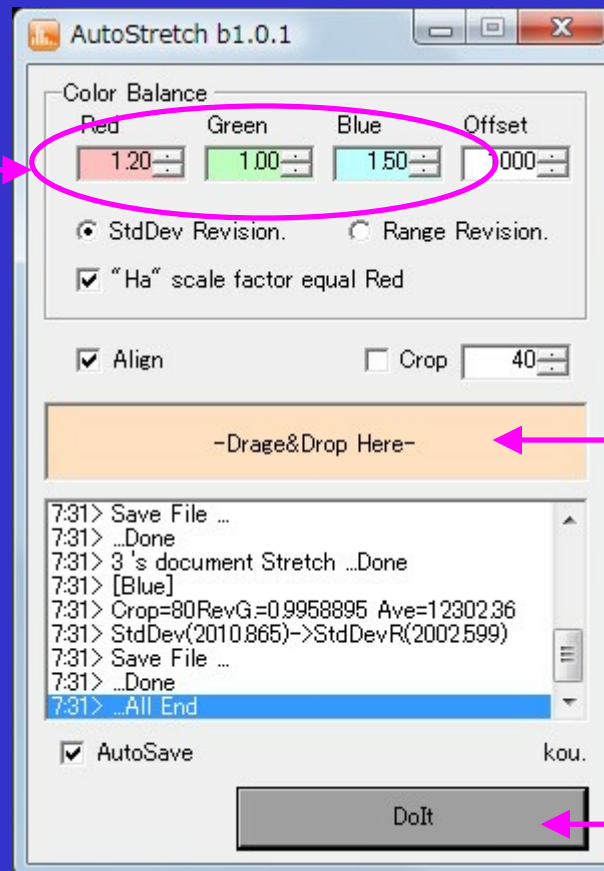 AutoStretch b1.0.1
Color Balance
Red Green Blue Offset
1.20 1.00 1.50 1000
StdDev Revision. Range Revision.
"Ha" scale factor equal Red
Align Crop 40
-Drage&Drop Here-
7:31> Save File ...
7:31> ...Done
7:31> 3 's document Stretch ...Done
7:31> [Blue]
7:31> Crop=80RevG.=0.9958895 Ave=12302.36
7:31> StdDev(2010.865)->StdDevR(2002.599)
7:31> Save File ...
7:31> ...Done
7:31> ...All End
AutoSave kou.
DoIt